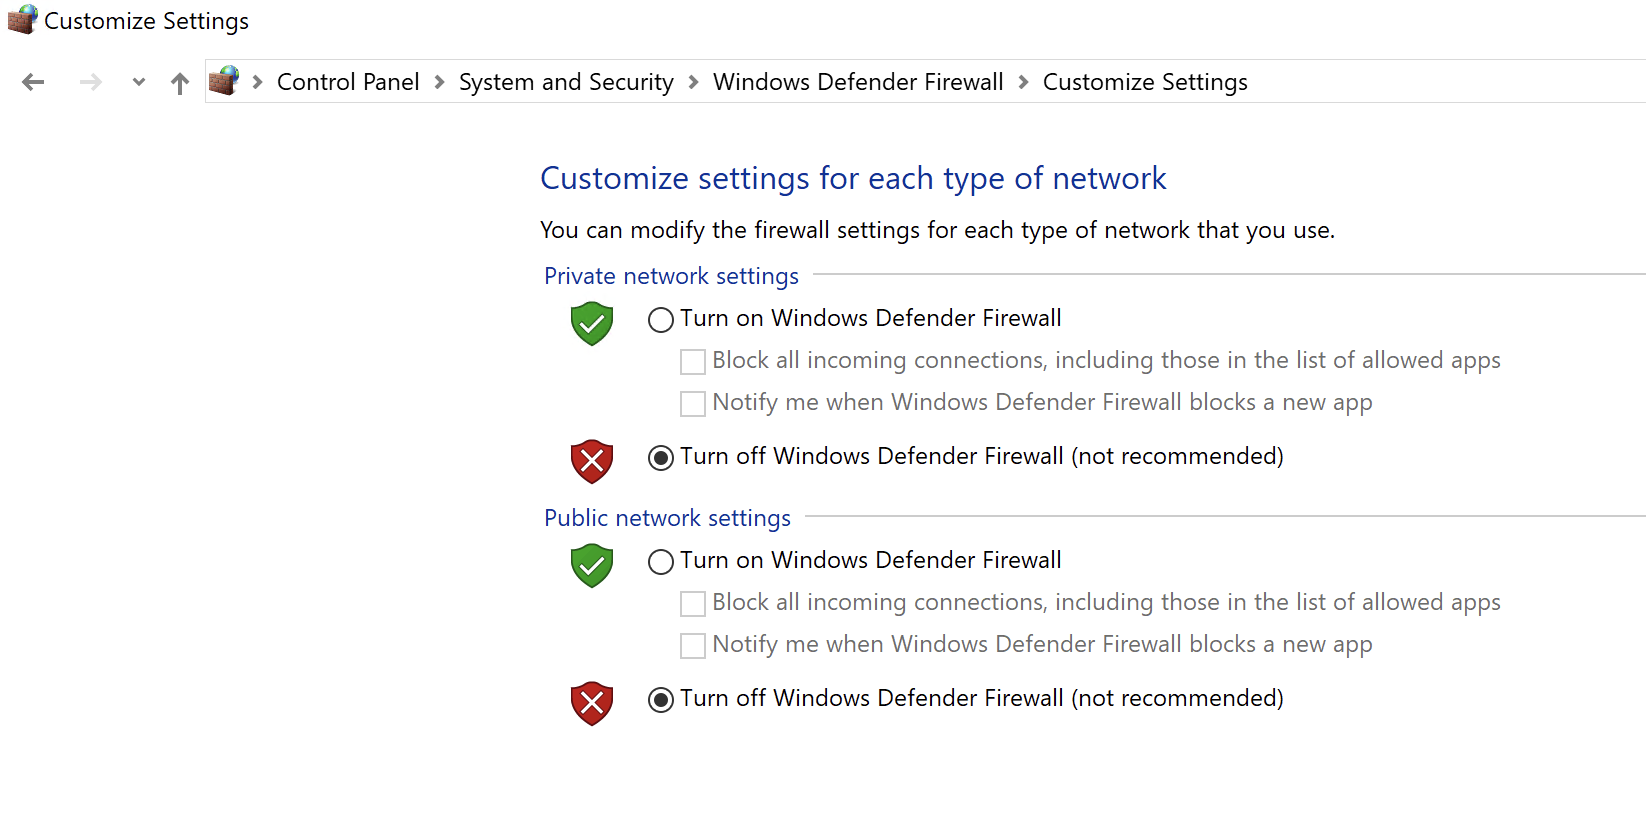 Customize Settings
Control Panel System and Security Windows Defender Firewall Customize Settings
Customize settings for each type of network
You can modify the firewall settings for each type of network that you use.
Private network settings
Turn on Windows Defender Firewall
Block all incoming connections, including those in the list of allowed apps
Notify me when Windows Defender Firewall blocks a new app
Turn off Windows Defender Firewall (not recommended)
Public network settings
Turn on Windows Defender Firewall
Block all incoming connections, including those in the list of allowed apps
Notify me when Windows Defender Firewall blocks a new app
Turn off Windows Defender Firewall (not recommended)